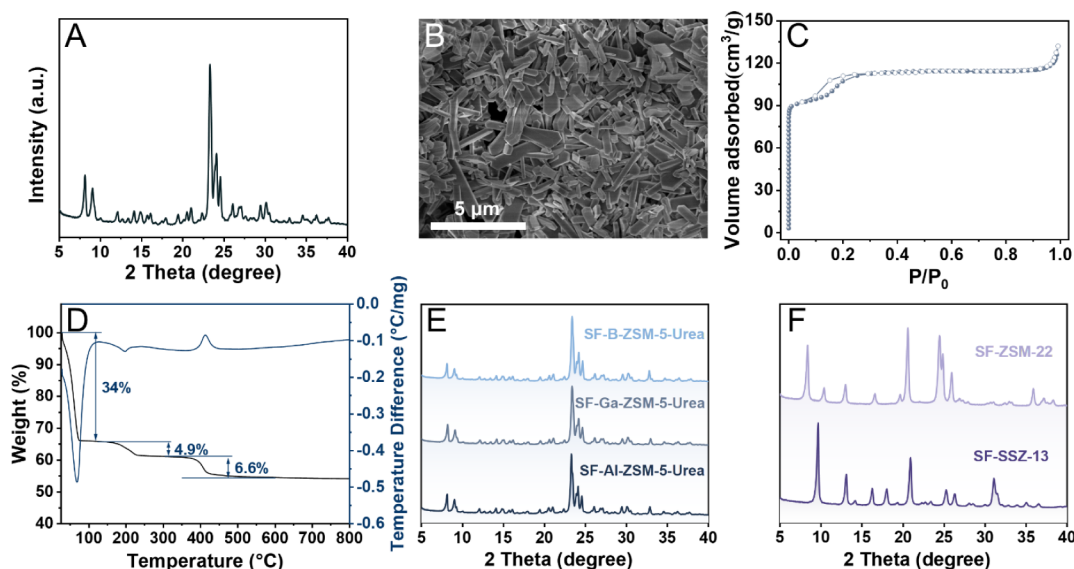 A
Intensity (a.u.)
5 10 15 20 25 30 35 40
2 Theta (degree)
B
5 μm
C
Volume adsorbed(cm³/g)
150
120
90
60
30
0
0.0 0.2 0.4 0.6 0.8 1.0
P/P₀
D
Weight (%)
100
90
80
70
60
50
40
34%
4.9%
6.6%
0.0
-0.1
-0.2
-0.3
-0.4
-0.5
-0.6
Temperature Difference (°C/mg)
100 200 300 400 500 600 700 800
Temperature (°C)
E
SF-B-ZSM-5-Urea
SF-Ga-ZSM-5-Urea
SF-Al-ZSM-5-Urea
5 10 15 20 25 30 35 40
2 Theta (degree)
F
SF-ZSM-22
SF-SSZ-13
5 10 15 20 25 30 35 40
2 Theta (degree)